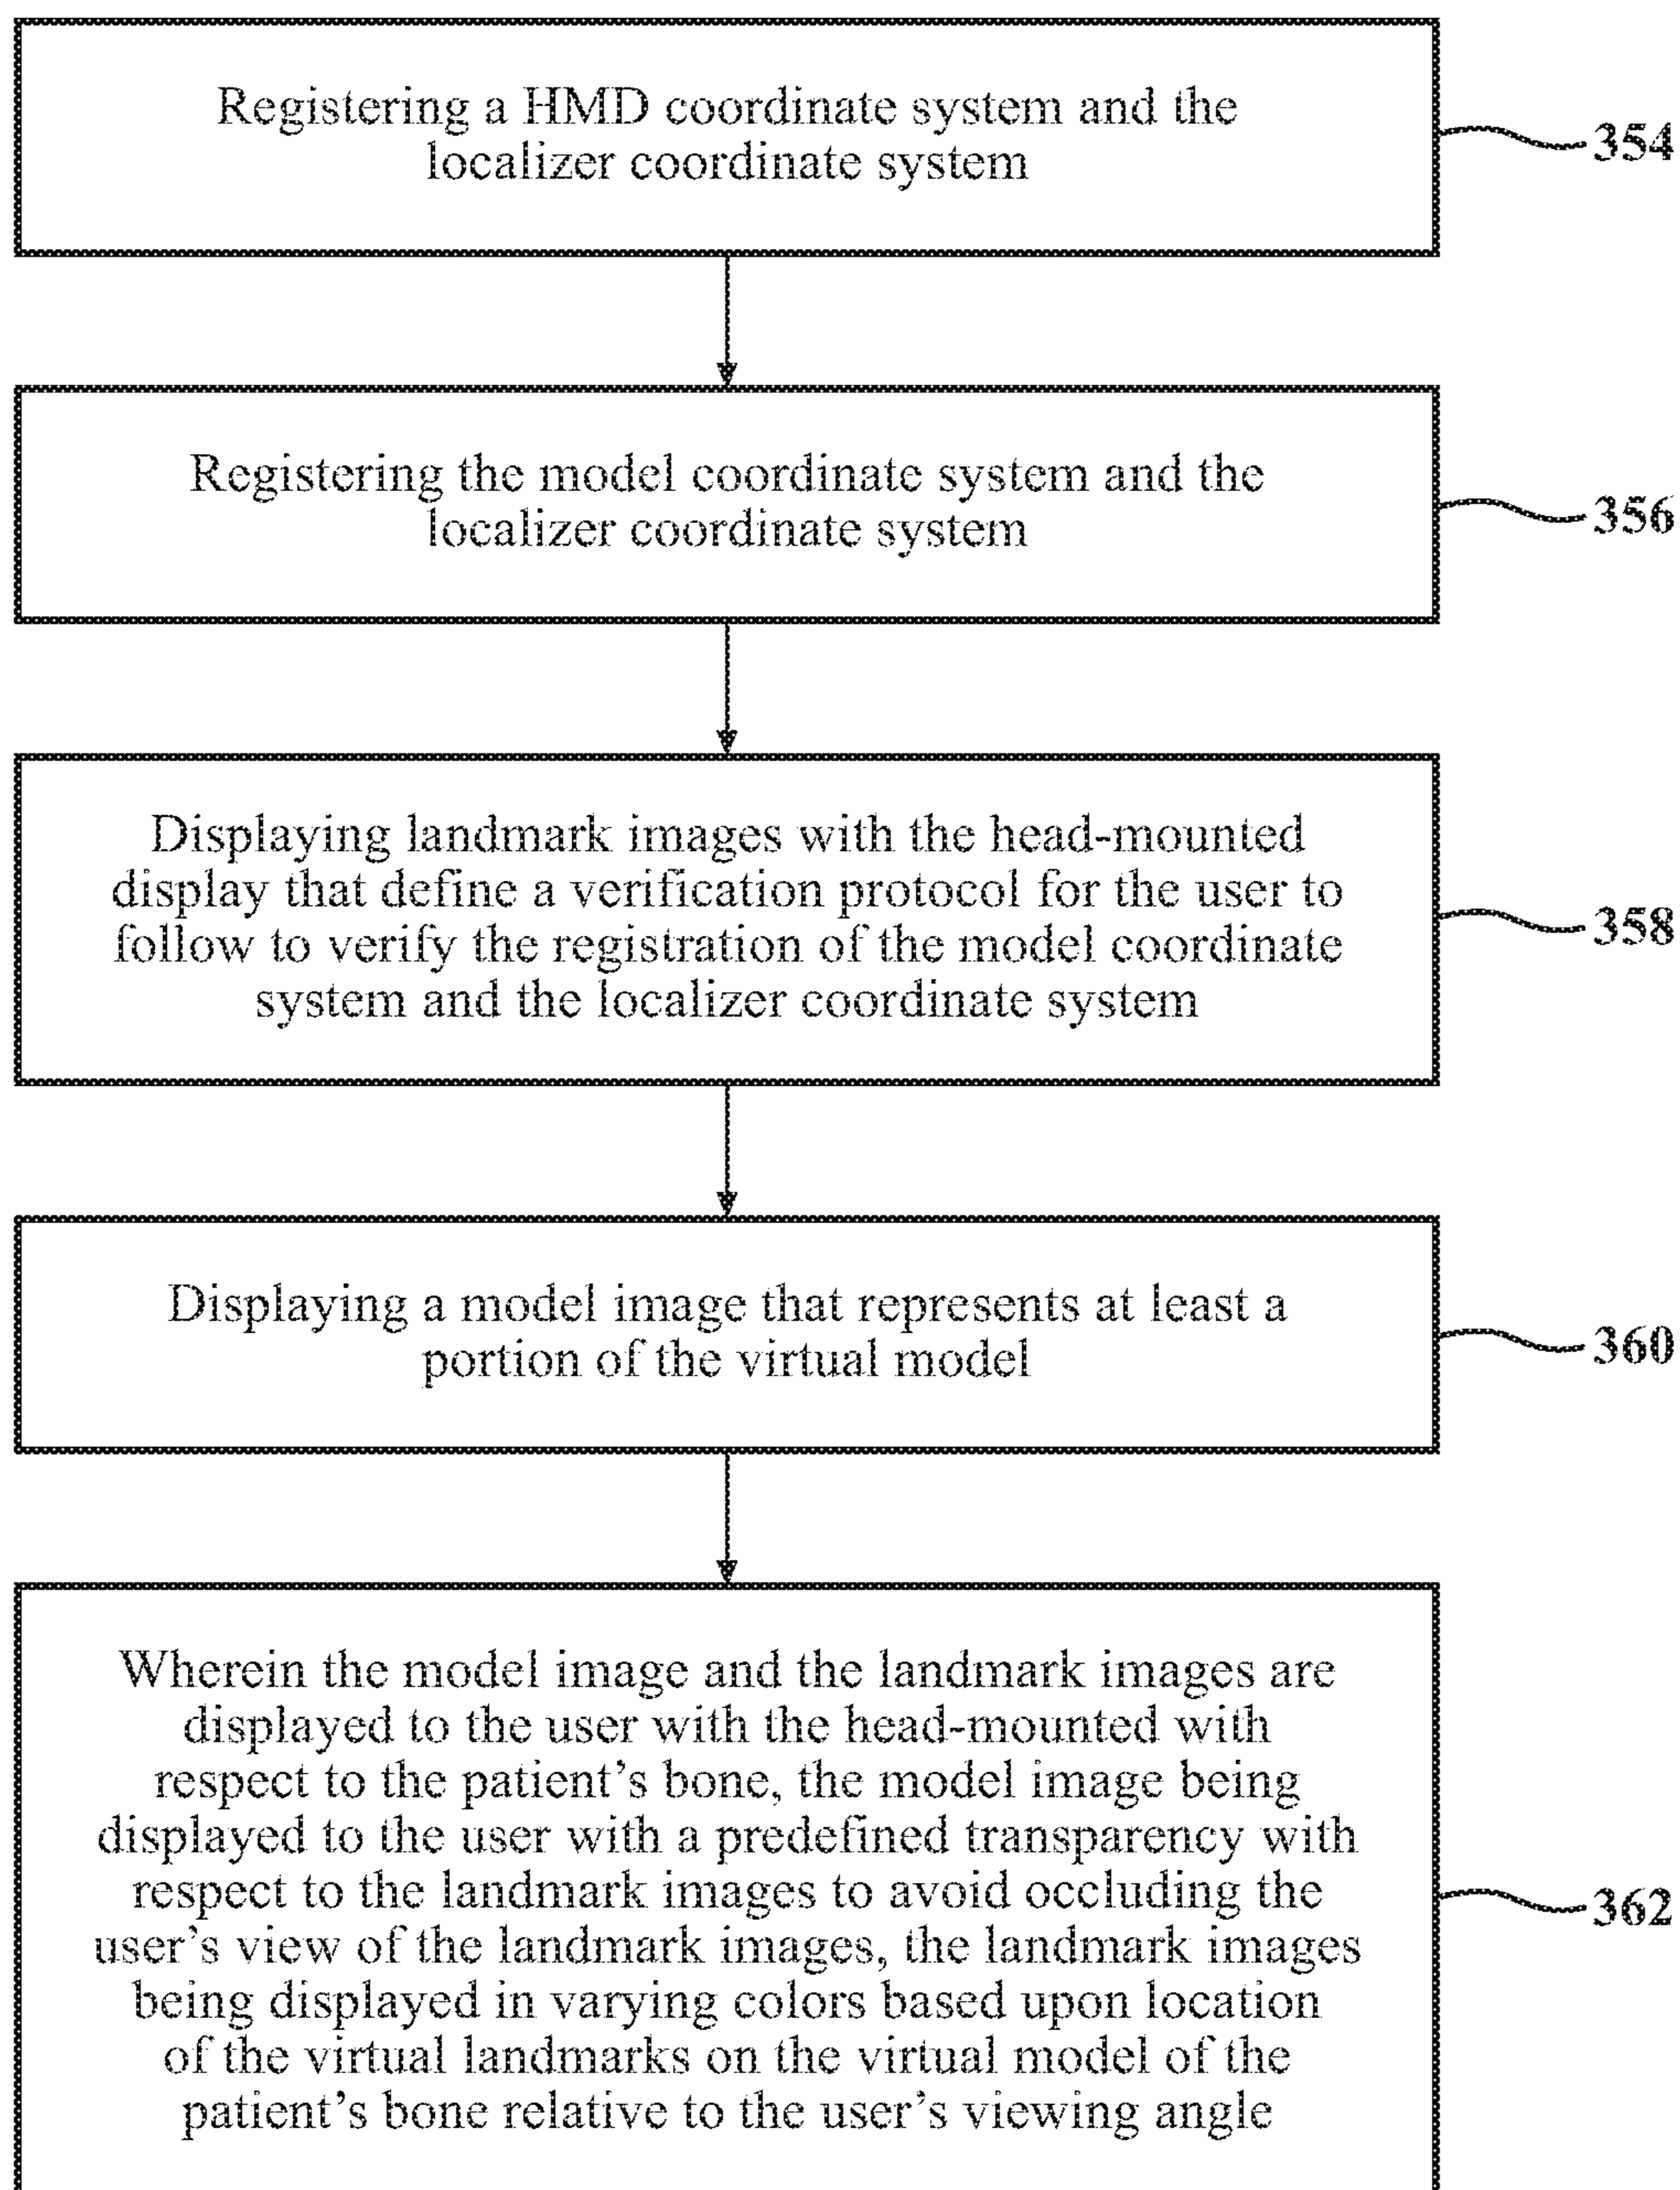 Registering a HMD coordinate system and the
localizer coordinate system
354
Registering the model coordinate system and the
localizer coordinate system
356
Displaying landmark images with the head-mounted
display that define a verification protocol for the user to
follow to verify the registration of the model coordinate
system and the localizer coordinate system
358
Displaying a model image that represents at least a
portion of the virtual model
360
Wherein the model image and the landmark images are
displayed to the user with the head-mounted with
respect to the patient's bone, the model image being
displayed to the user with a predefined transparency with
respect to the landmark images to avoid occluding the
user's view of the landmark images, the landmark images
being displayed in varying colors based upon location
of the virtual landmarks on the virtual model of the
patient's bone relative to the user's viewing angle
362